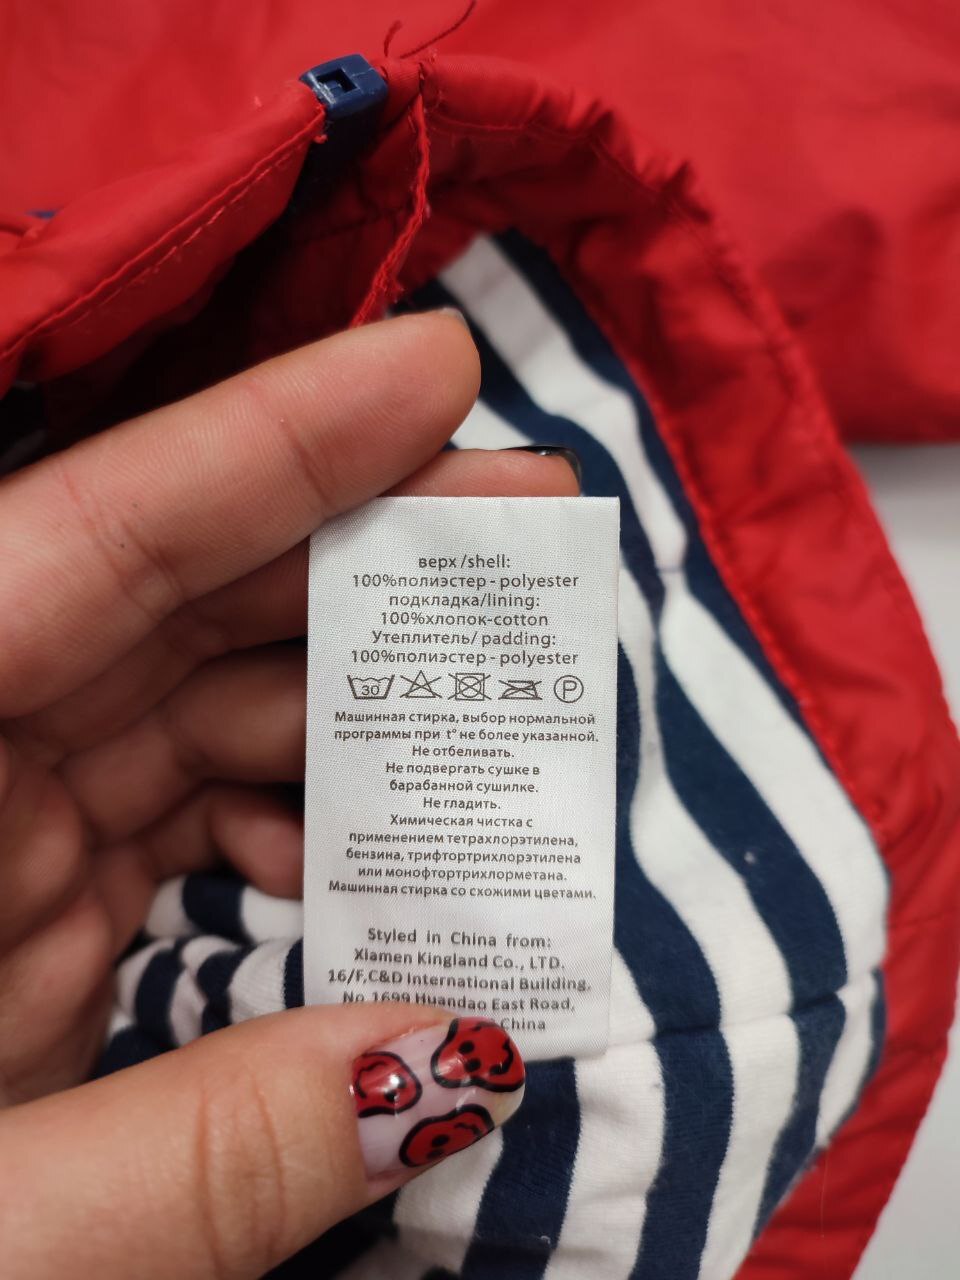 верх /shell:
100%полиэстер - polyester
подкладка/lining:
100%хлопок-cotton
Утеплитель/ padding:
100%полиэстер - polyester
30 P
Машинная стирка, выбор нормальной
программы при t° не более указанной.
Не отбеливать.
Не подвергать сушке в
барабанной сушилке.
Не гладить.
Химическая чистка с
применением тетрахлорэтилена,
бензина, трифтортрихлорэтилена
или монофтортрихлорметана.
Машинная стирка со схожими цветами.
Styled in China from:
Xiamen Kingland Co., LTD.
16/F,C&D International Building,
No 1699 Huandao East Road,
China